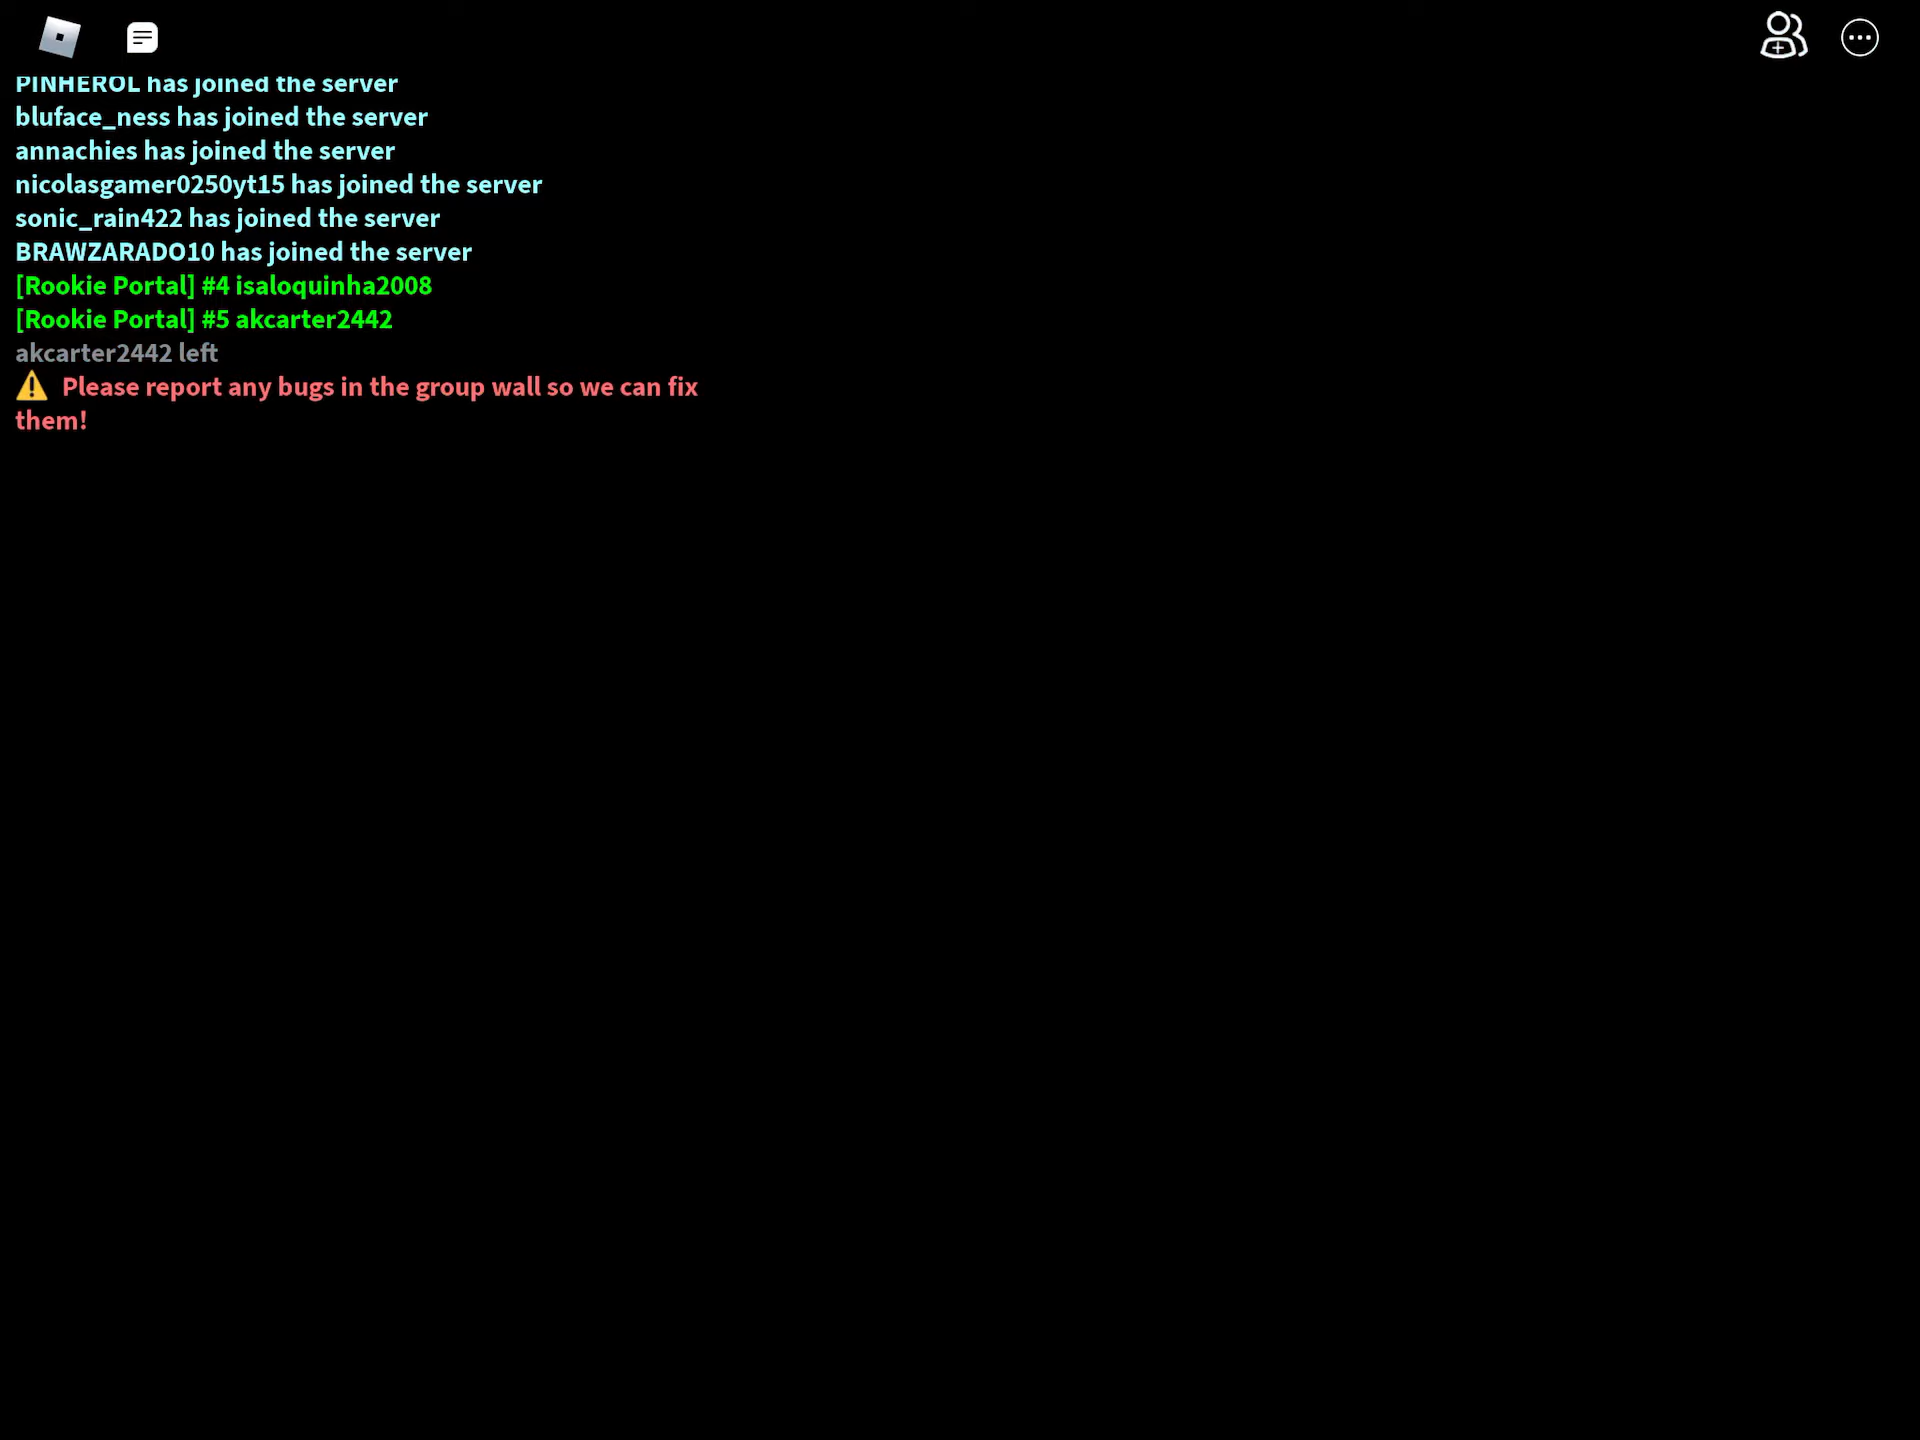 PINHEROL has joined the server
bluface_ness has joined the server
annachies has joined the server
nicolasgamer0250yt15 has joined the server
sonic_rain422 has joined the server
BRAWZARADO10 has joined the server
[Rookie Portal] #4 isaloquinha2008
[Rookie Portal] #5 akcarter2442
akcarter2442 left
⚠️ Please report any bugs in the group wall so we can fix
them!